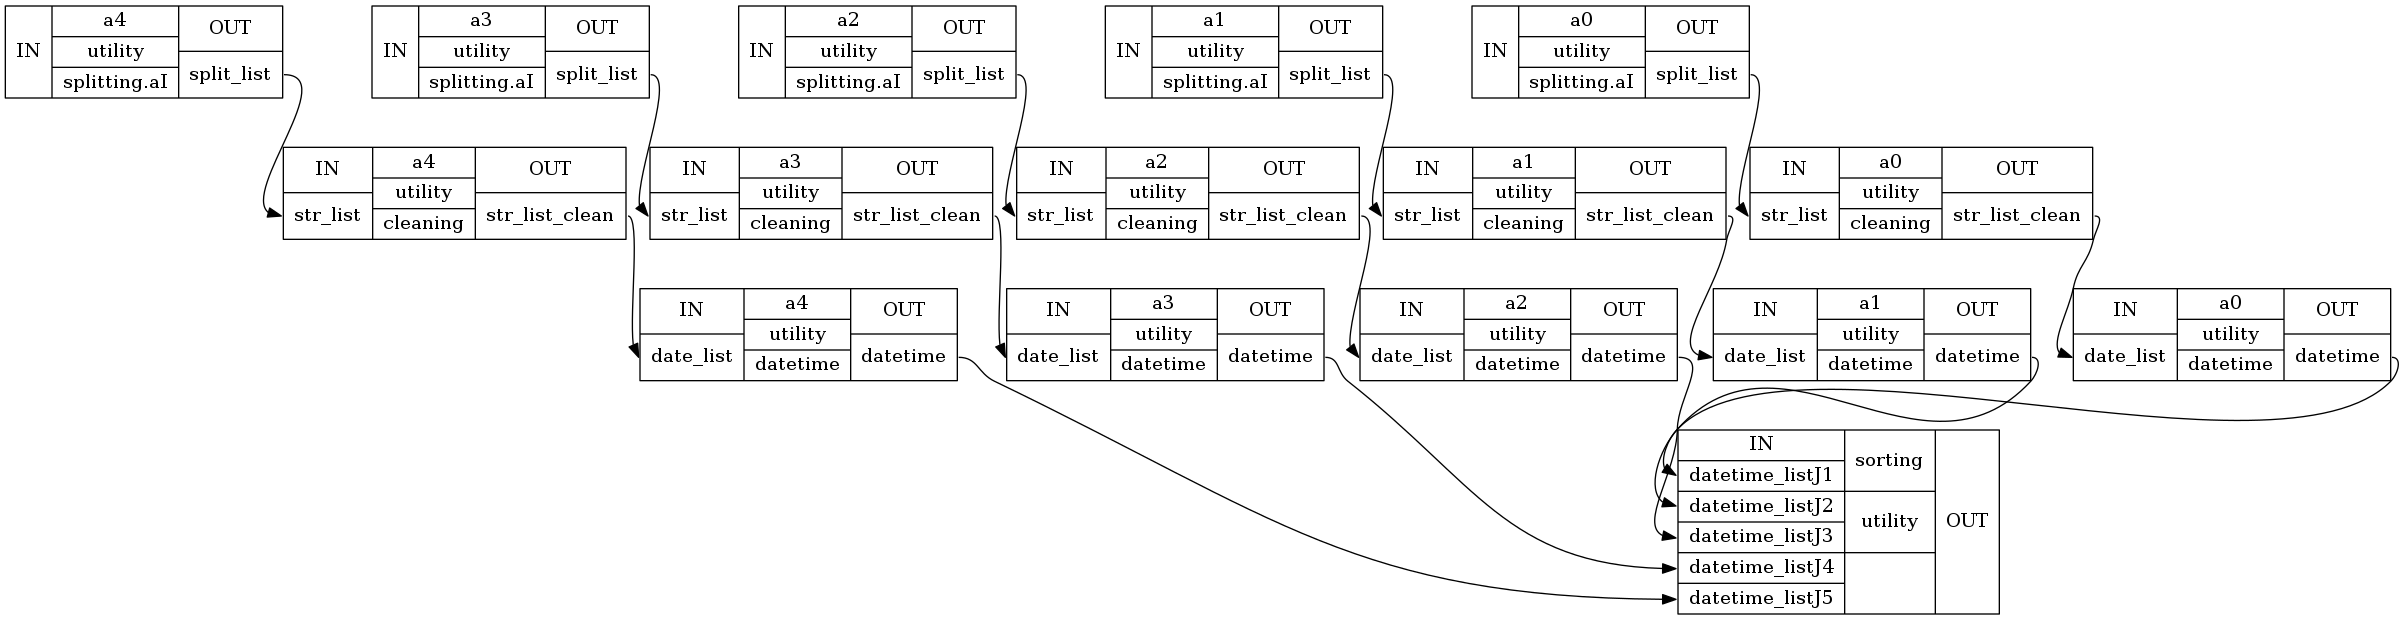 IN
a4
utility
splitting.aI
OUT
split_list
IN
a3
utility
splitting.aI
OUT
split_list
IN
a2
utility
splitting.aI
OUT
split_list
IN
a1
utility
splitting.aI
OUT
split_list
IN
a0
utility
splitting.aI
OUT
split_list
IN
str_list
a4
utility
cleaning
OUT
str_list_clean
IN
str_list
a3
utility
cleaning
OUT
str_list_clean
IN
str_list
a2
utility
cleaning
OUT
str_list_clean
IN
str_list
a1
utility
cleaning
OUT
str_list_clean
IN
str_list
a0
utility
cleaning
OUT
str_list_clean
IN
date_list
a4
utility
datetime
OUT
datetime
IN
date_list
a3
utility
datetime
OUT
datetime
IN
date_list
a2
utility
datetime
OUT
datetime
IN
date_list
a1
utility
datetime
OUT
datetime
IN
date_list
a0
utility
datetime
OUT
datetime
IN
datetime_listJ1
datetime_listJ2
datetime_listJ3
datetime_listJ4
datetime_listJ5
sorting
utility
OUT